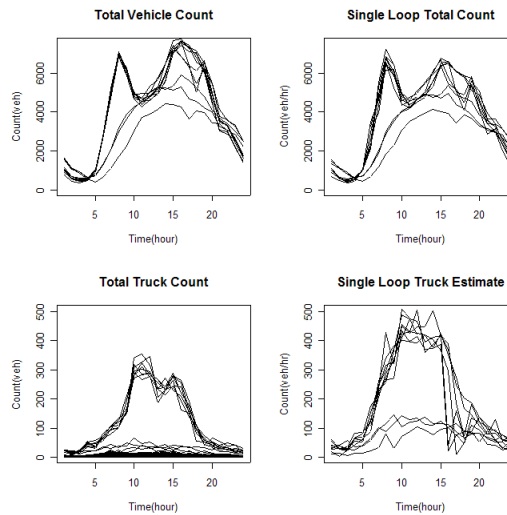 Total Vehicle Count
Count(veh)
0 2000 4000 6000
5 10 15 20
Time(hour)
Single Loop Total Count
Count(veh/hr)
0 2000 4000 6000
5 10 15 20
Time(hour)
Total Truck Count
Count(veh)
0 100 200 300 400 500
5 10 15 20
Time(hour)
Single Loop Truck Estimate
Count(veh/hr)
0 100 200 300 400 500
5 10 15 20
Time(hour)